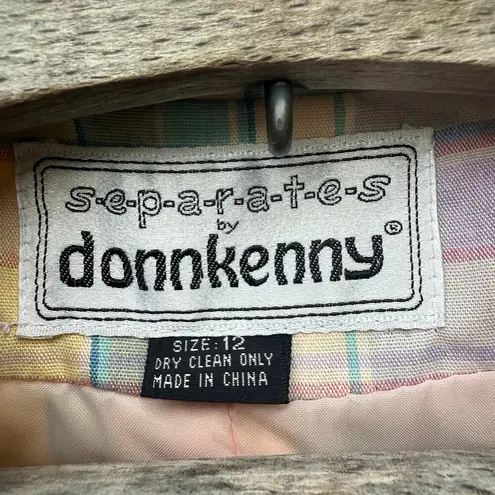 s-e-p-a-r-a-t-e-s
by
donnkenny®
SIZE: 12
DRY CLEAN ONLY
MADE IN CHINA